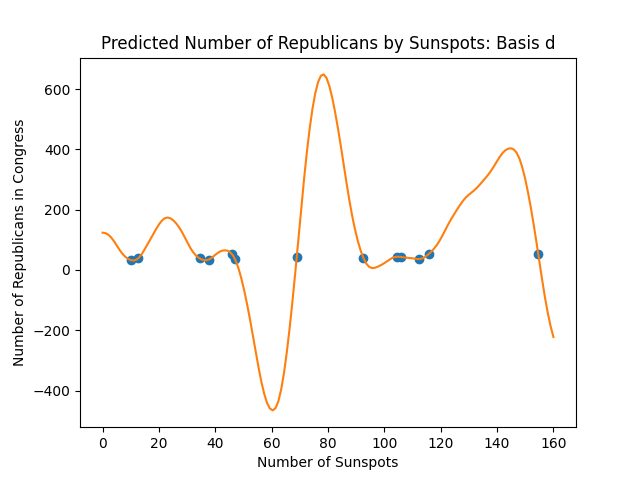 Predicted Number of Republicans by Sunspots: Basis d
Number of Republicans in Congress
600
400
200
0
−200
−400
0 20 40 60 80 100 120 140 160
Number of Sunspots